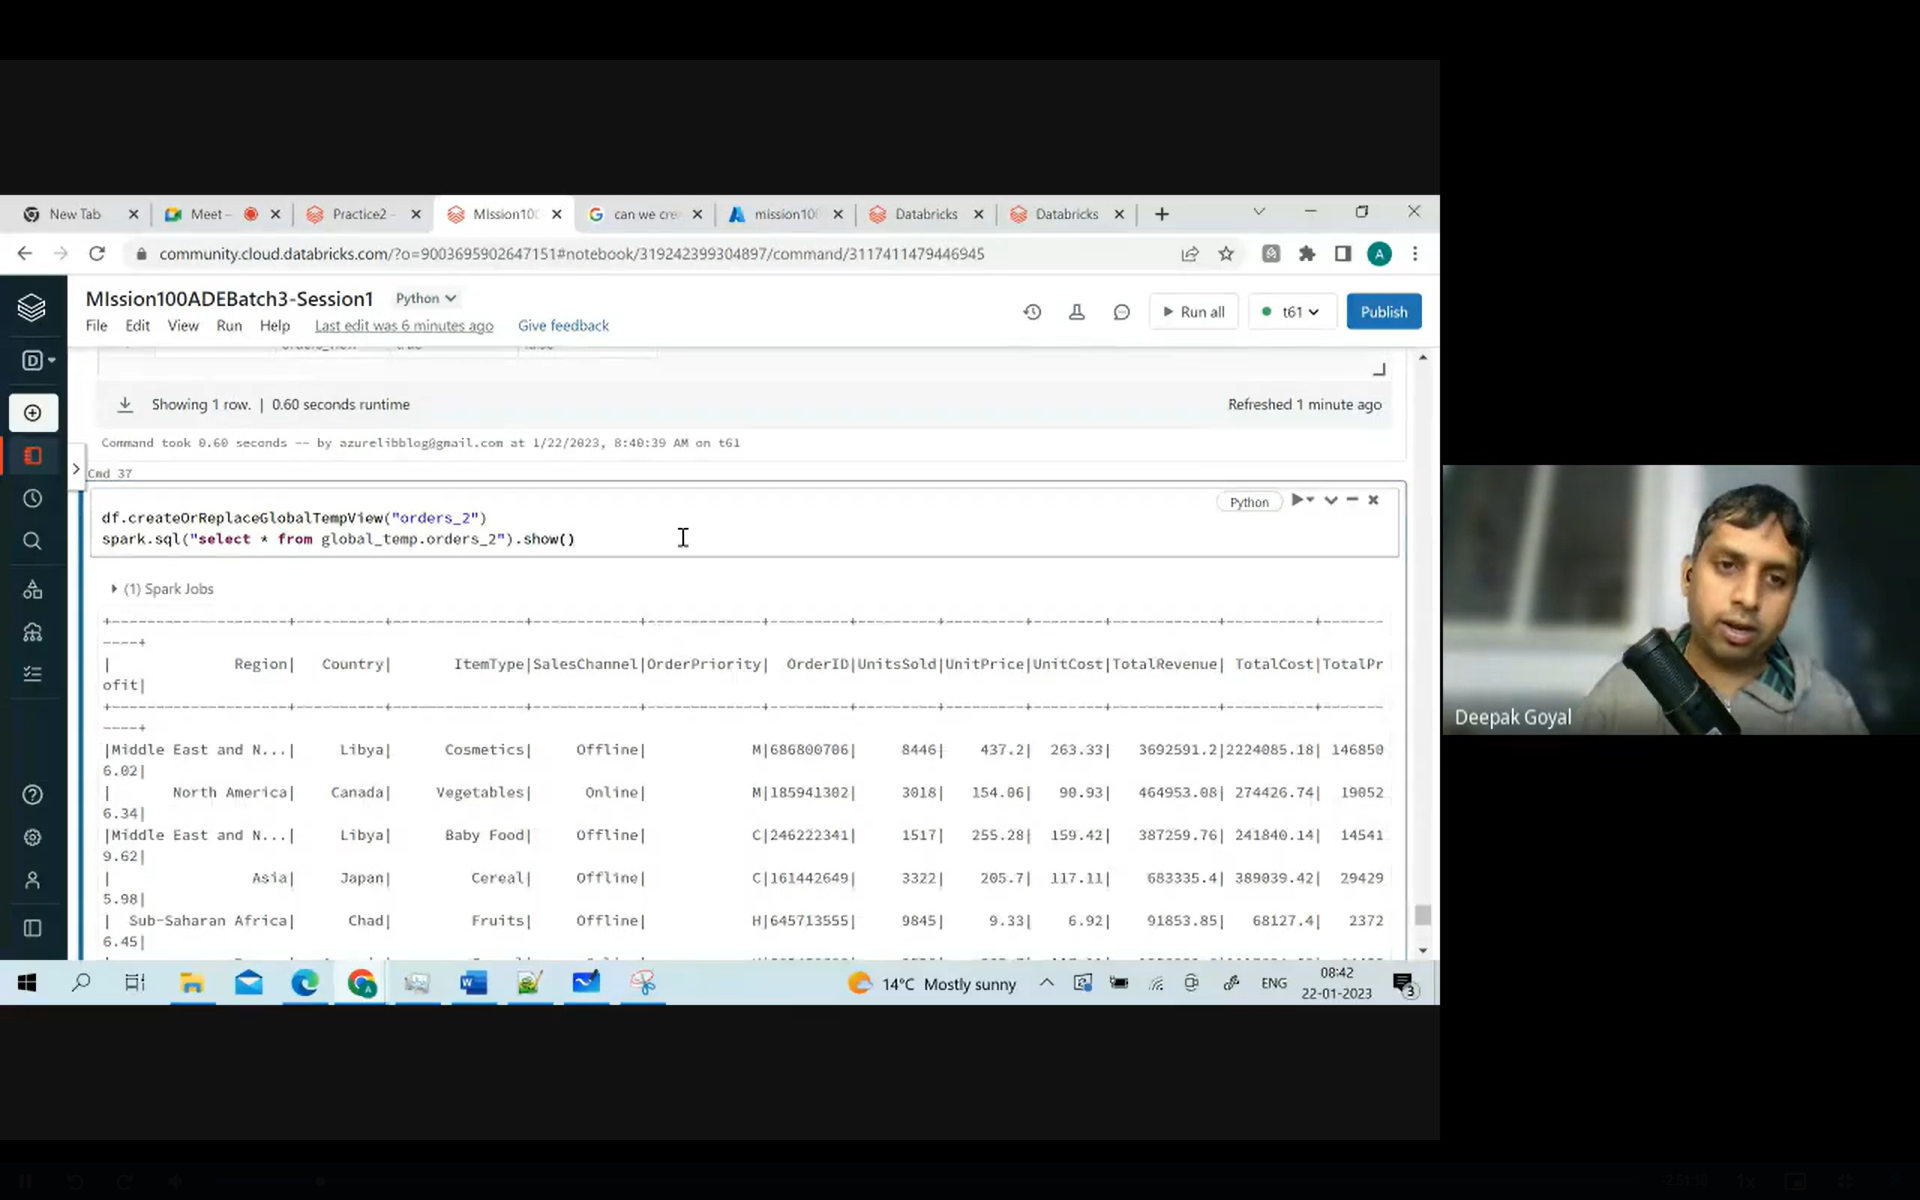 New Tab
Meet -
Practice2 -
MIssion10
can we cre
mission10
Databricks
Databricks
community.cloud.databricks.com/?o=9003695902647151#notebook/319242399304897/command/3117411479446945
A
MIssion100ADEBatch3-Session1 Python
File Edit View Run Help Last edit was 6 minutes ago Give feedback
Run all
t61
Publish
D
Showing 1 row. | 0.60 seconds runtime
Refreshed 1 minute ago
Command took 0.60 seconds -- by azurelibblog@gmail.com at 1/22/2023, 8:40:39 AM on t61
Cmd 37
Python
df.createOrReplaceGlobalTempView("orders_2")
spark.sql("select * from global_temp.orders_2").show()
(1) Spark Jobs
+--------------------+----------+---------------+------------+-------------+---------+---------+---------+--------+------------+----------+-------
----+
| Region| Country| ItemType|SalesChannel|OrderPriority| OrderID|UnitsSold|UnitPrice|UnitCost|TotalRevenue| TotalCost|TotalPr
ofit|
+--------------------+----------+---------------+------------+-------------+---------+---------+---------+--------+------------+----------+-------
----+
|Middle East and N...| Libya| Cosmetics| Offline| M|686800706| 8446| 437.2| 263.33| 3692591.2|2224085.18| 146850
6.02|
| North America| Canada| Vegetables| Online| M|185941302| 3018| 154.06| 90.93| 464953.08| 274426.74| 19052
6.34|
|Middle East and N...| Libya| Baby Food| Offline| C|246222341| 1517| 255.28| 159.42| 387259.76| 241840.14| 14541
9.62|
| Asia| Japan| Cereal| Offline| C|161442649| 3322| 205.7| 117.11| 683335.4| 389039.42| 29429
5.98|
| Sub-Saharan Africa| Chad| Fruits| Offline| H|645713555| 9845| 9.33| 6.92| 91853.85| 68127.4| 2372
6.45|
Deepak Goyal
14°C Mostly sunny
ENG
08:42
22-01-2023
3